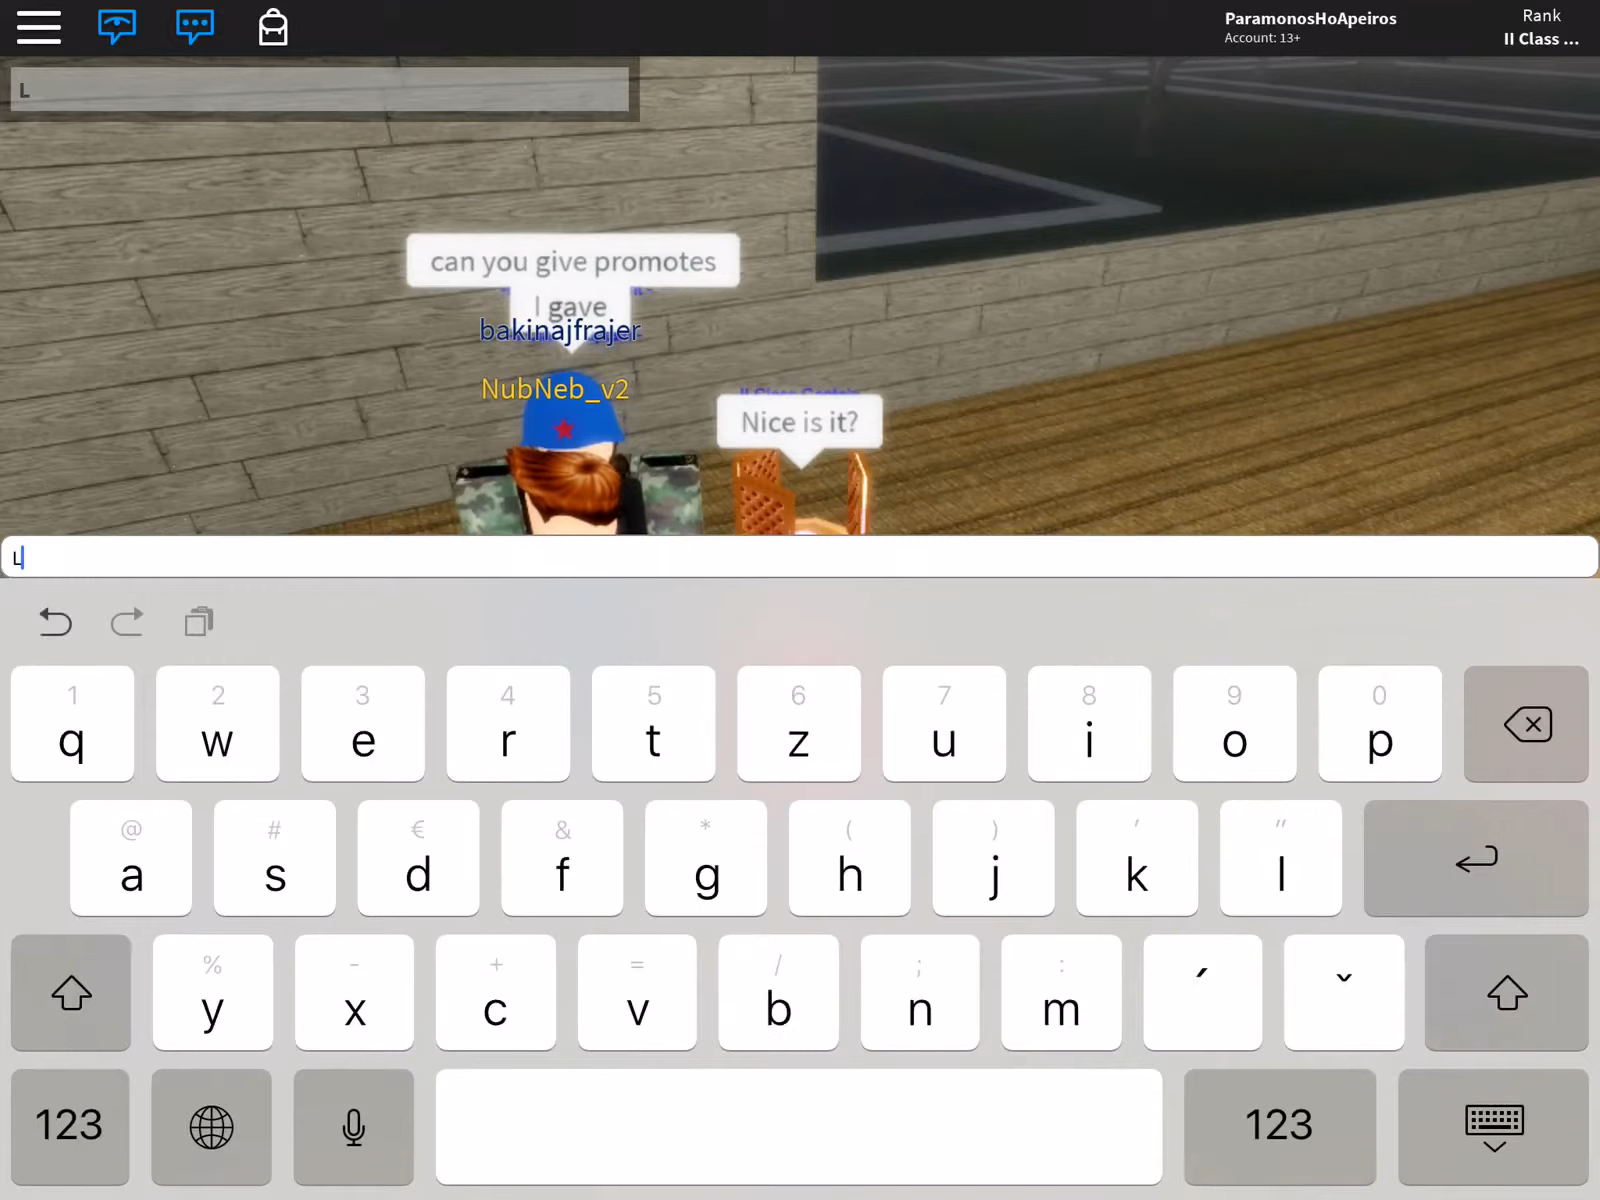 ParamonosHoApeiros
Account: 13+
Rank
II Class ...
L
can you give promotes
I gave
bakinajfrajer
NubNeb_v2
Nice is it?
L
1 2 3 4 5 6 7 8 9 0
q w e r t z u i o p
@ # € & * ( ) ' "
a s d f g h j k l
% - + = / ; :
y x c v b n m ´ ˇ
123 123